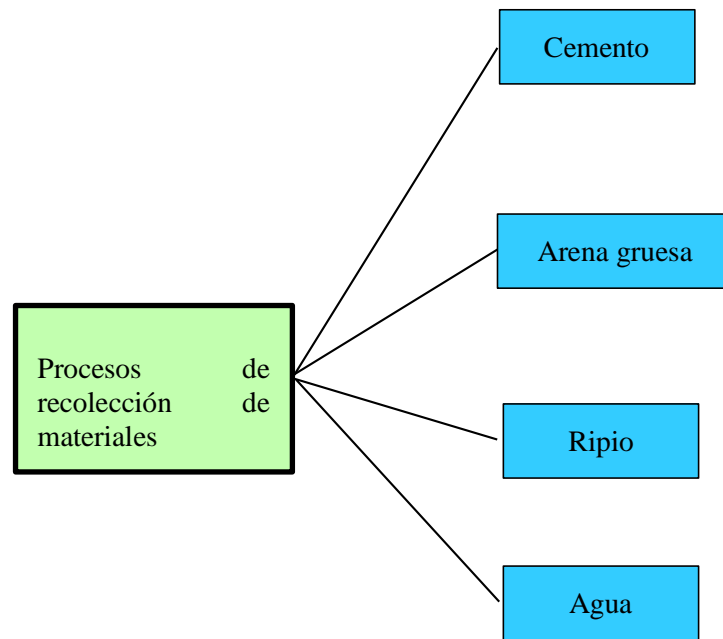 Cemento
Arena gruesa
Procesos de
recolección de
materiales
Ripio
Agua